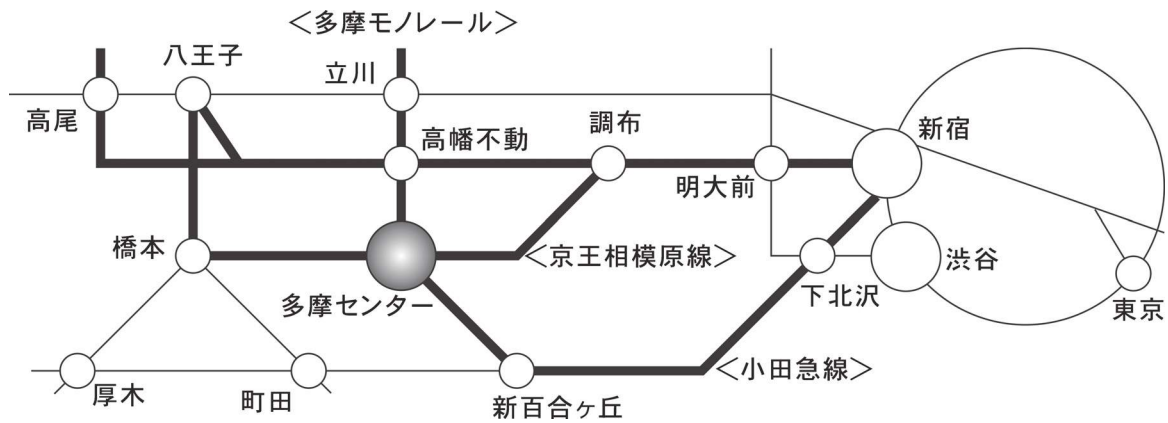 <多摩モノレール>
八王子
立川
高尾
高幡不動
調布
新宿
明大前
橋本
<京王相模原線>
渋谷
多摩センター
下北沢
東京
<小田急線>
厚木
町田
新百合ヶ丘